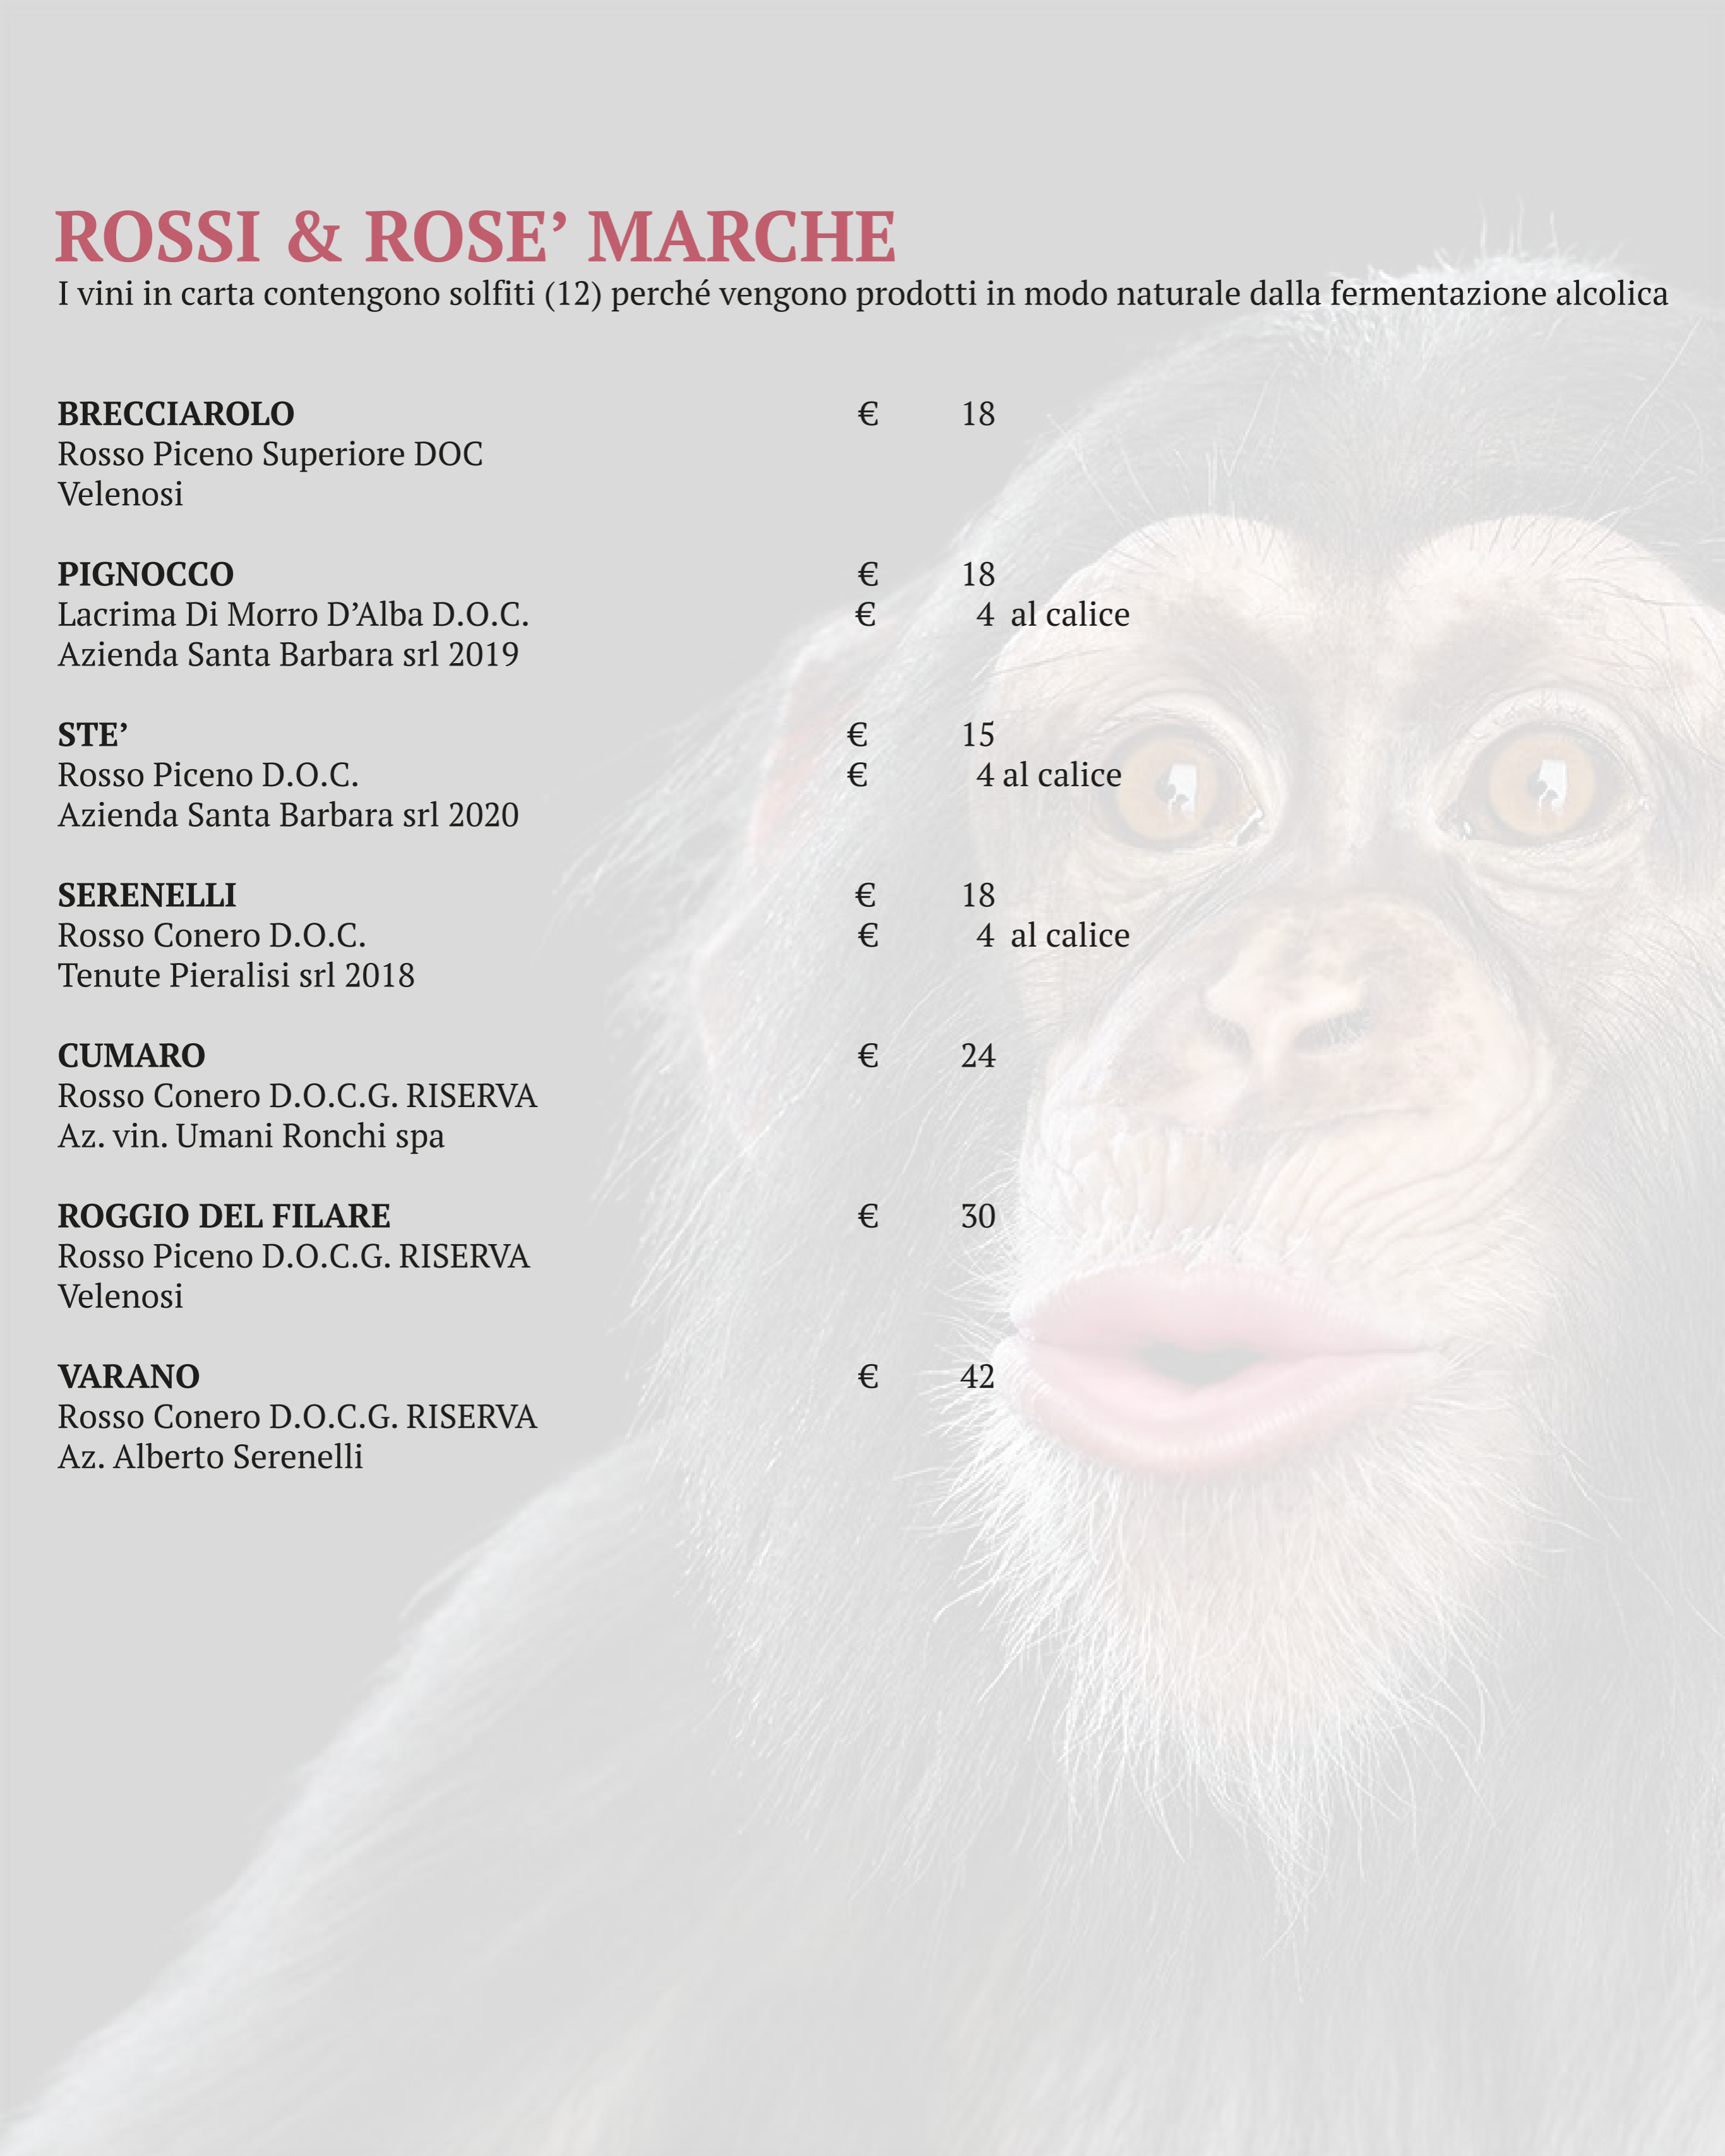 ROSSI & ROSE’ MARCHE
I vini in carta contengono solfiti (12) perché vengono prodotti in modo naturale dalla fermentazione alcolica
BRECCIAROLO € 18
Rosso Piceno Superiore DOC
Velenosi
PIGNOCCO € 18
Lacrima Di Morro D’Alba D.O.C. € 4 al calice
Azienda Santa Barbara srl 2019
STE’ € 15
Rosso Piceno D.O.C. € 4 al calice
Azienda Santa Barbara srl 2020
SERENELLI € 18
Rosso Conero D.O.C. € 4 al calice
Tenute Pieralisi srl 2018
CUMARO € 24
Rosso Conero D.O.C.G. RISERVA
Az. vin. Umani Ronchi spa
ROGGIO DEL FILARE € 30
Rosso Piceno D.O.C.G. RISERVA
Velenosi
VARANO € 42
Rosso Conero D.O.C.G. RISERVA
Az. Alberto Serenelli